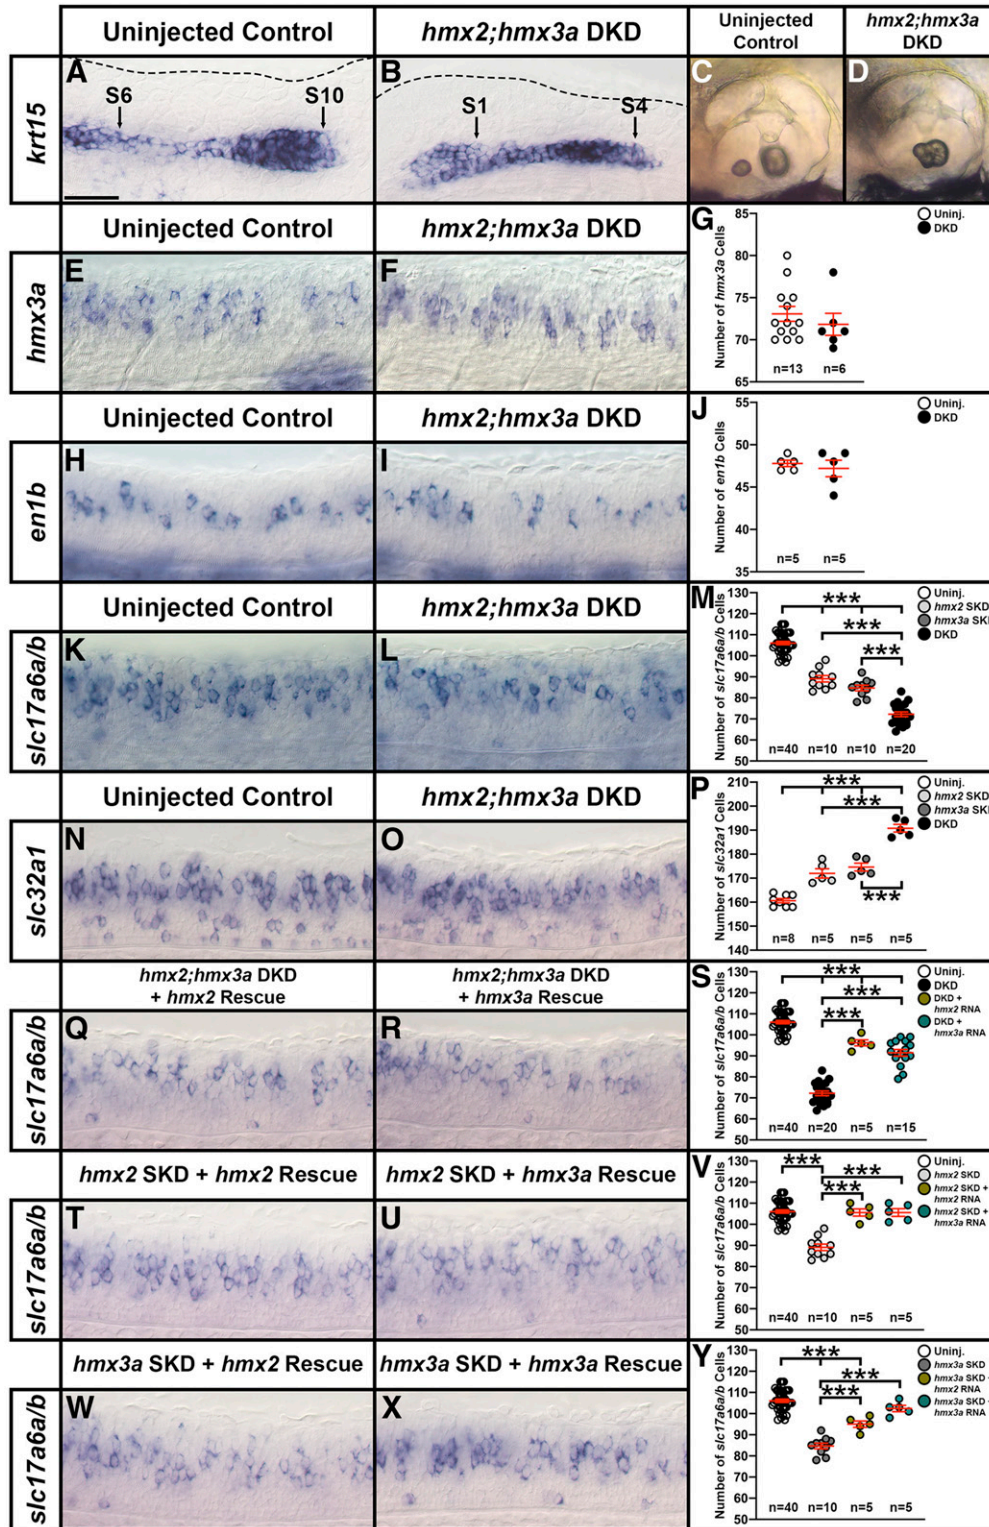 Uninjected Control
hmx2;hmx3a DKD
Uninjected Control
hmx2;hmx3a DKD
krt15
A
S6
S10
B
S1
S4
C
D
Uninjected Control
hmx2;hmx3a DKD
hmx3a
E
F
G
Number of hmx3a Cells
85
80
75
70
65
n=13
n=6
Uninj.
DKD
Uninjected Control
hmx2;hmx3a DKD
en1b
H
I
J
Number of en1b Cells
55
50
45
40
35
n=5
n=5
Uninj.
DKD
Uninjected Control
hmx2;hmx3a DKD
slc17a6a/b
K
L
M
Number of slc17a6a/b Cells
130
120
110
100
90
80
70
60
50
***
***
***
n=40
n=10
n=10
n=20
Uninj.
hmx2 SKD
hmx3a SKD
DKD
Uninjected Control
hmx2;hmx3a DKD
slc32a1
N
O
P
Number of slc32a1 Cells
210
200
190
180
170
160
150
140
***
***
***
n=8
n=5
n=5
n=5
Uninj.
hmx2 SKD
hmx3a SKD
DKD
hmx2;hmx3a DKD + hmx2 Rescue
hmx2;hmx3a DKD + hmx3a Rescue
slc17a6a/b
Q
R
S
Number of slc17a6a/b Cells
130
120
110
100
90
80
70
60
50
***
***
***
n=40
n=20
n=5
n=15
Uninj.
DKD
DKD + hmx2 RNA
DKD + hmx3a RNA
hmx2 SKD + hmx2 Rescue
hmx2 SKD + hmx3a Rescue
slc17a6a/b
T
U
V
Number of slc17a6a/b Cells
130
120
110
100
90
80
70
60
50
***
***
***
n=40
n=10
n=5
n=5
Uninj.
hmx2 SKD
hmx2 SKD + hmx2 RNA
hmx2 SKD + hmx3a RNA
hmx3a SKD + hmx2 Rescue
hmx3a SKD + hmx3a Rescue
slc17a6a/b
W
X
Y
Number of slc17a6a/b Cells
130
120
110
100
90
80
70
60
50
***
***
***
n=40
n=10
n=5
n=5
Uninj.
hmx3a SKD
hmx3a SKD + hmx2 RNA
hmx3a SKD + hmx3a RNA